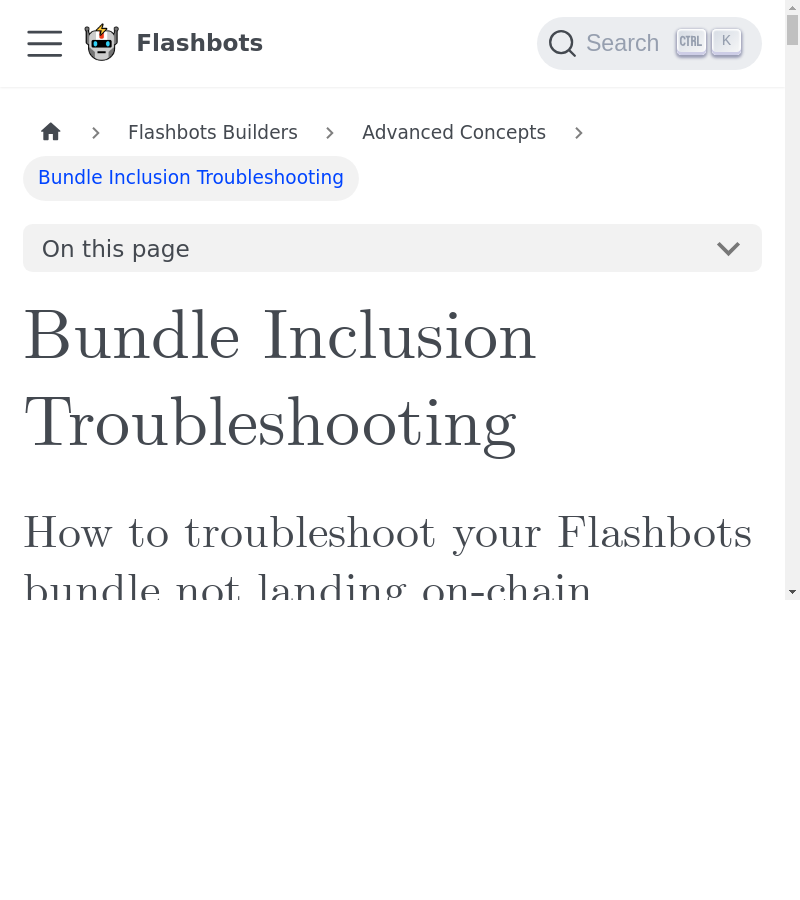 Flashbots
Search CTRL K
Flashbots Builders Advanced Concepts
Bundle Inclusion Troubleshooting
On this page
Bundle Inclusion
Troubleshooting
How to troubleshoot your Flashbots
bundle not landing on-chain